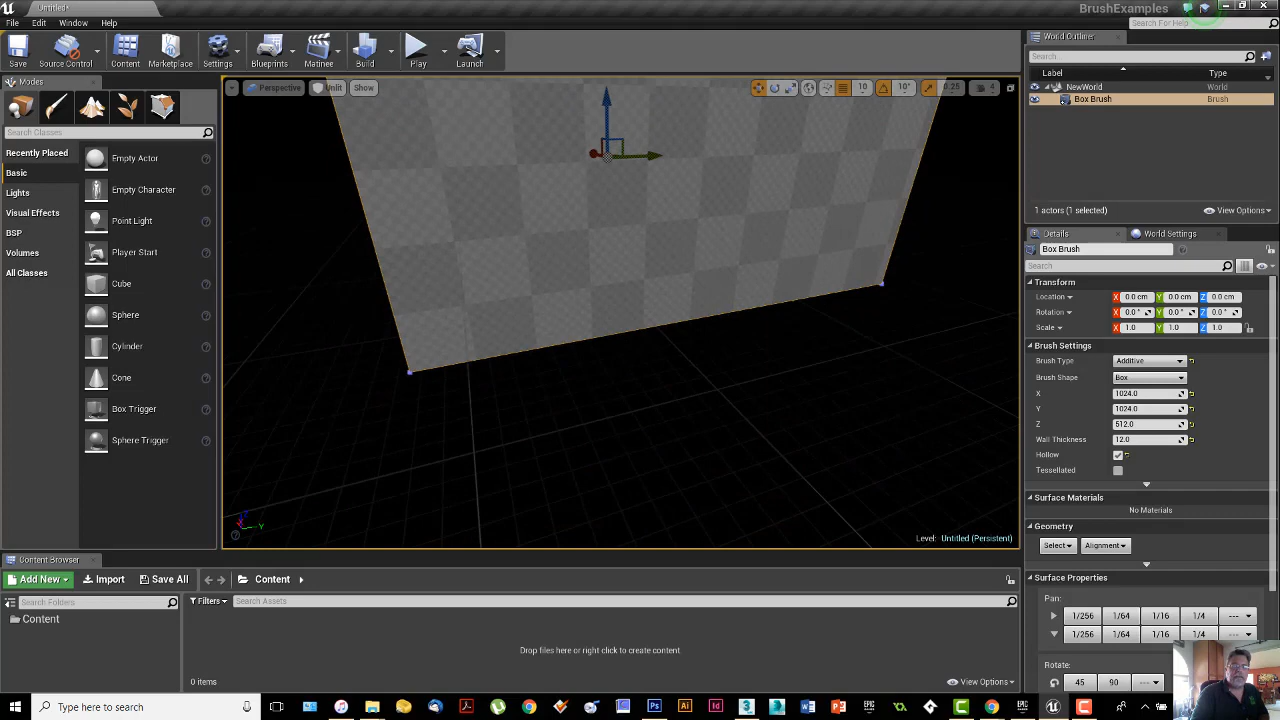 Untitled*
BrushExamples
File Edit Window Help
Search For Help
Save Source Control Content Marketplace Settings Blueprints Matinee Build Play Launch
Modes
Search Classes
Recently Placed
Basic
Lights
Visual Effects
BSP
Volumes
All Classes
Empty Actor
Empty Character
Point Light
Player Start
Cube
Sphere
Cylinder
Cone
Box Trigger
Sphere Trigger
Perspective Unlit Show
10 10° 0.25 4
Level: Untitled (Persistent)
World Outliner
Search
Label Type
NewWorld World
Box Brush Brush
1 actors (1 selected) View Options
Details World Settings
Box Brush
Search
Transform
Location X 0.0 cm Y 0.0 cm Z 0.0 cm
Rotation X 0.0 ° Y 0.0 ° Z 0.0 °
Scale X 1.0 Y 1.0 Z 1.0
Brush Settings
Brush Type Additive
Brush Shape Box
X 1024.0
Y 1024.0
Z 512.0
Wall Thickness 12.0
Hollow
Tessellated
Surface Materials
No Materials
Geometry
Select Alignment
Surface Properties
Pan:
1/256 1/64 1/16 1/4 ---
1/256 1/64 1/16 1/4 ---
Rotate:
45 90 ---
Content Browser
Add New Import Save All Content
Search Folders
Content
Filters Search Assets
Drop files here or right click to create content.
0 items View Options
Type here to search